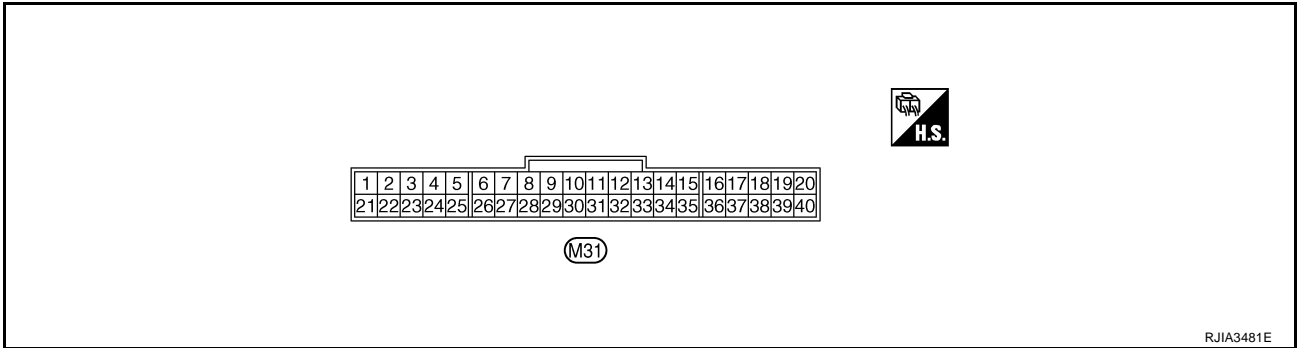 H.S.
1 2 3 4 5 6 7 8 9 10 11 12 13 14 15 16 17 18 19 20
21 22 23 24 25 26 27 28 29 30 31 32 33 34 35 36 37 38 39 40
M31
RJIA3481E